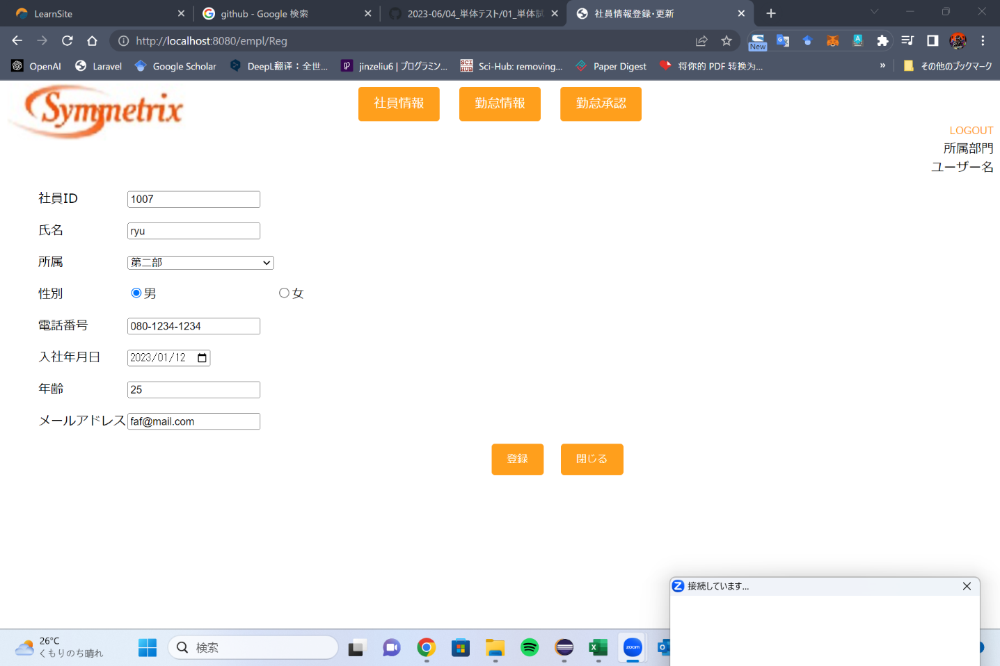 LearnSite
github - Google 検索
2023-06/04_単体テスト/01_単体試
社員情報登録・更新
http://localhost:8080/empl/Reg
New
OpenAI
Laravel
Google Scholar
DeepL翻译：全世...
jinzeliu6 | プログラミン...
SCI HUB
Sci-Hub: removing...
Paper Digest
将你的 PDF 转换为...
»
その他のブックマーク
Symmetrix
社員情報
勤怠情報
勤怠承認
LOGOUT
所属部門
ユーザー名
社員ID
1007
氏名
ryu
所属
第二部
性別
男
女
電話番号
080-1234-1234
入社年月日
2023/01/12
年齢
25
メールアドレス
faf@mail.com
登録
閉じる
接続しています...
26°C
くもりのち晴れ
検索
zoom